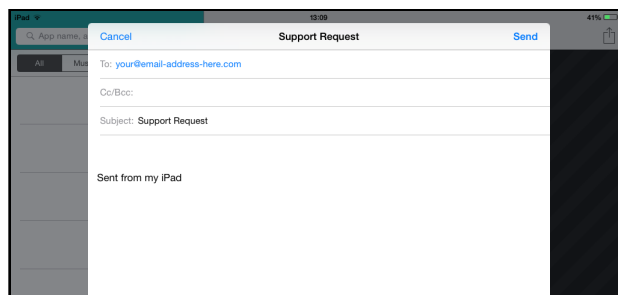 iPad 13:09 41%
App name, a
Cancel Support Request Send
All Mus
To: your@email-address-here.com
Cc/Bcc:
Subject: Support Request
Sent from my iPad